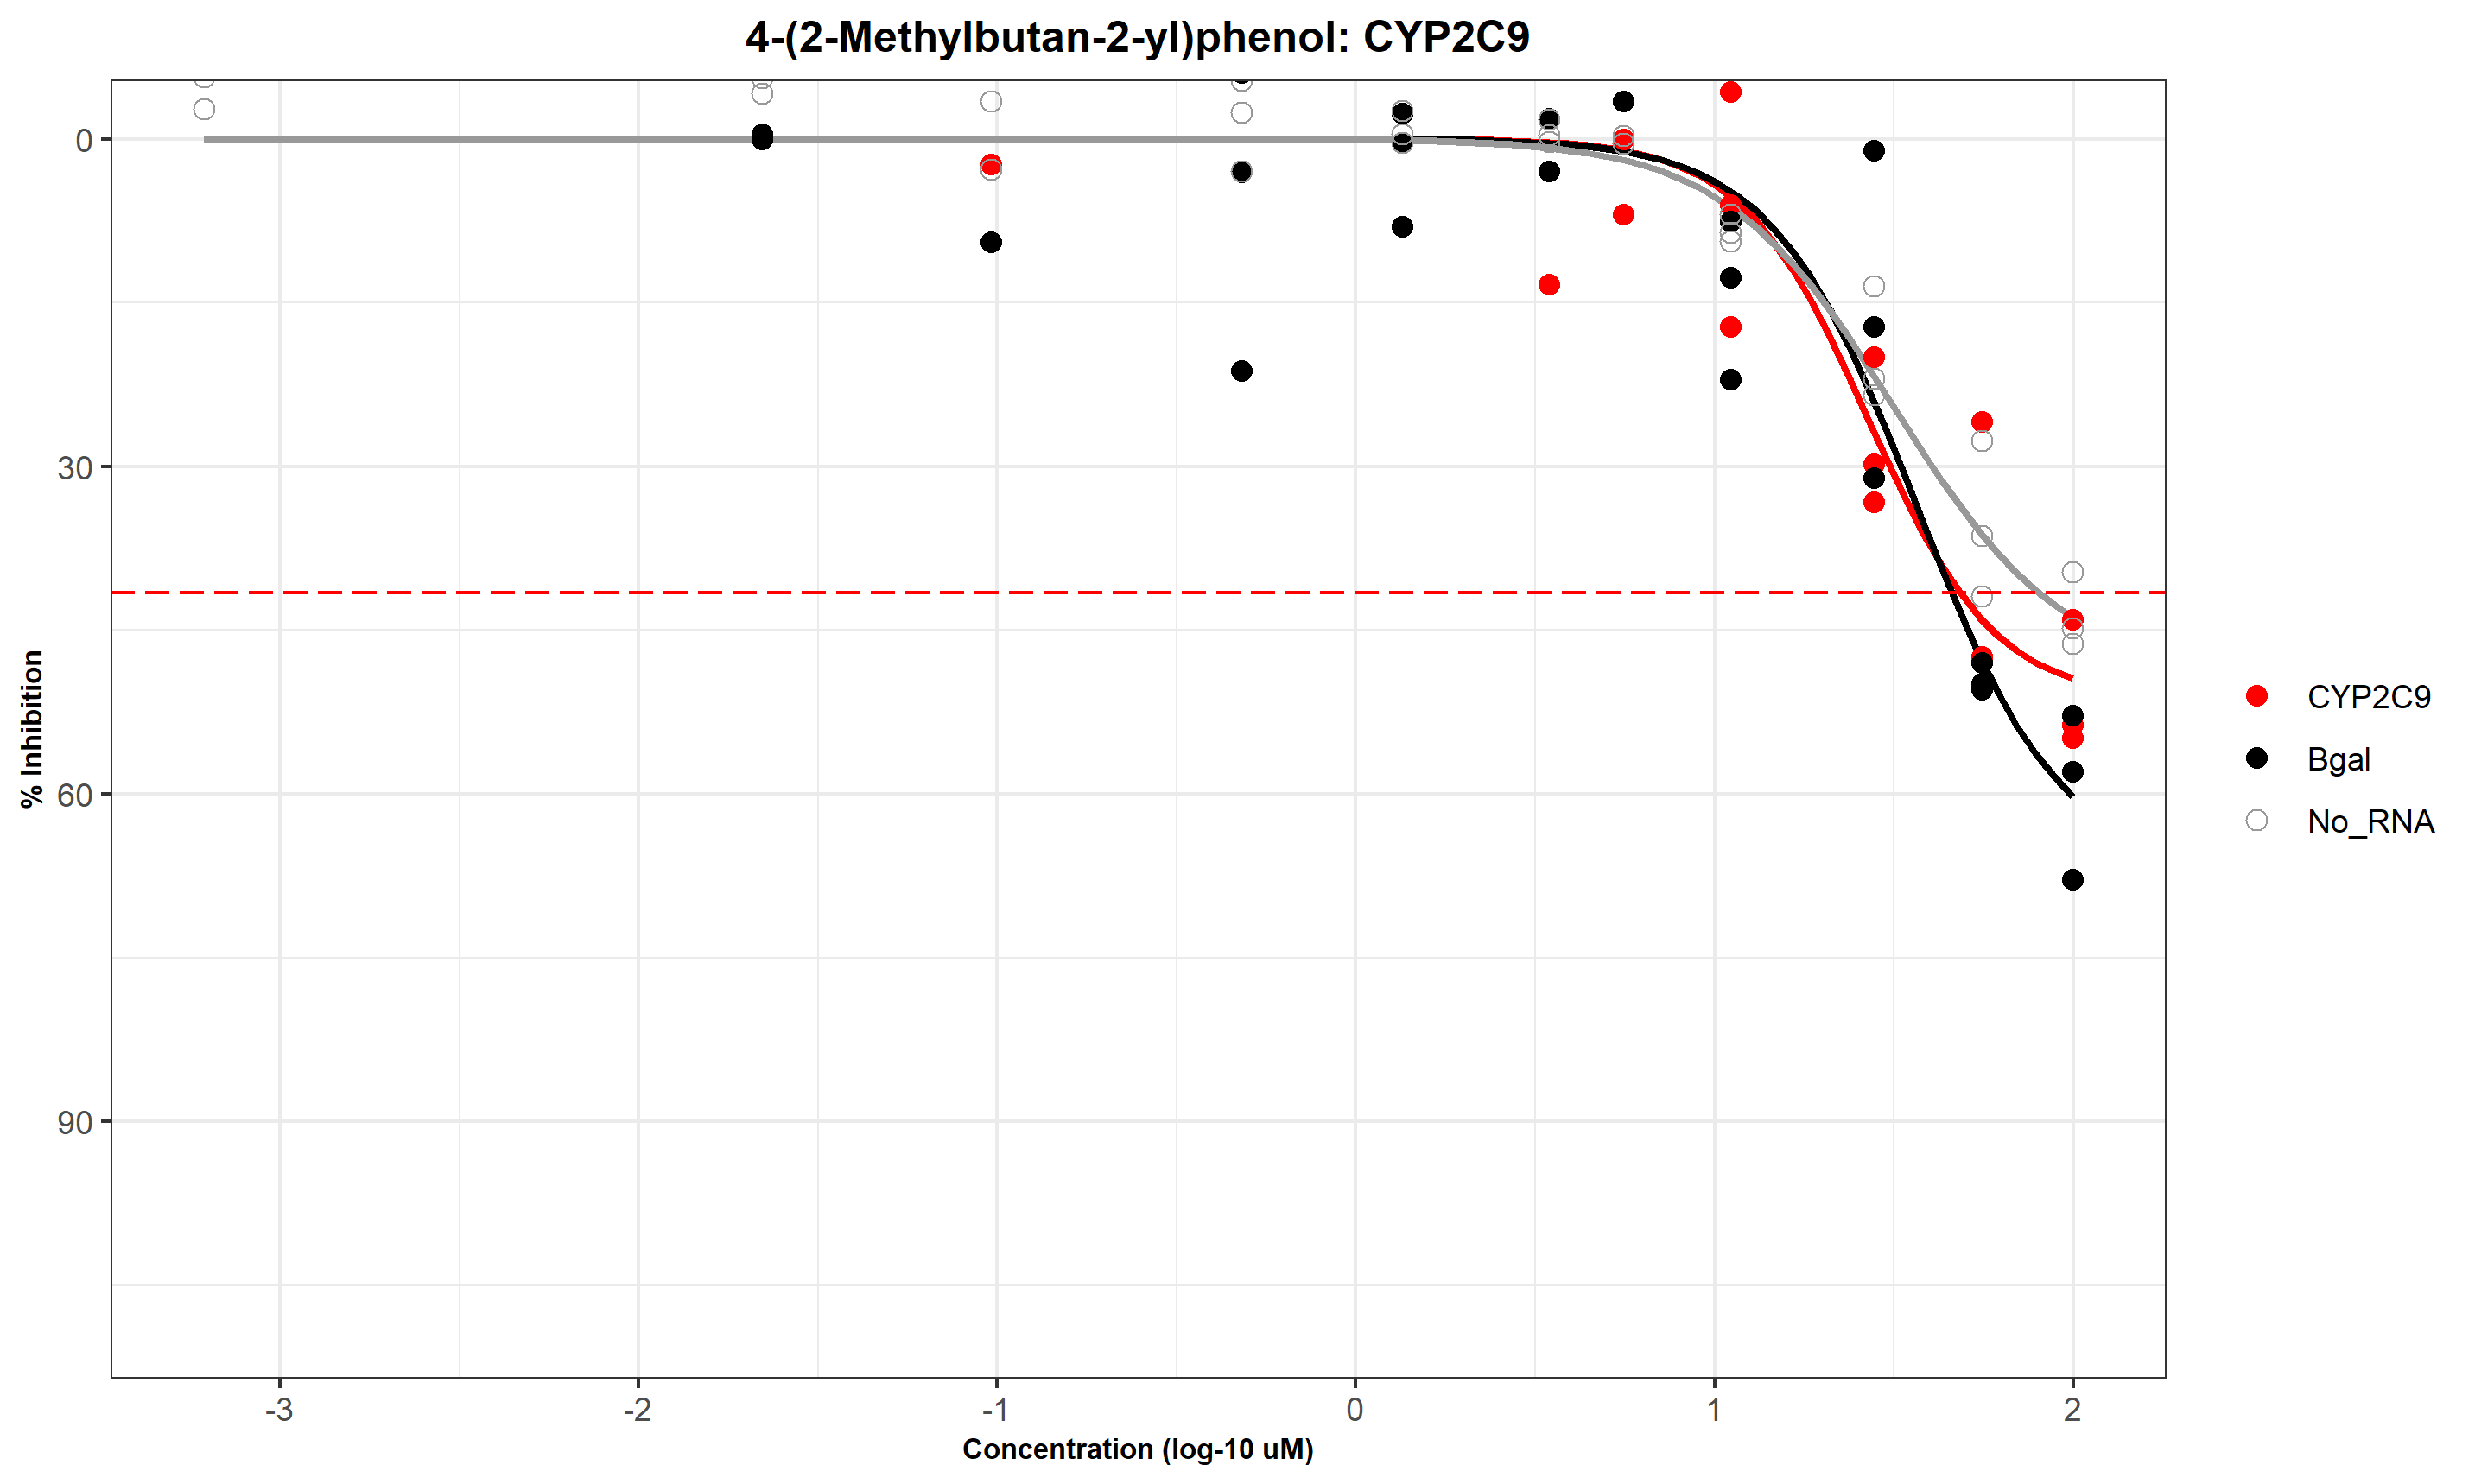 4-(2-Methylbutan-2-yl)phenol: CYP2C9
0
30
60
90
% Inhibition
-3
-2
-1
0
1
2
Concentration (log-10 uM)
CYP2C9
Bgal
No_RNA